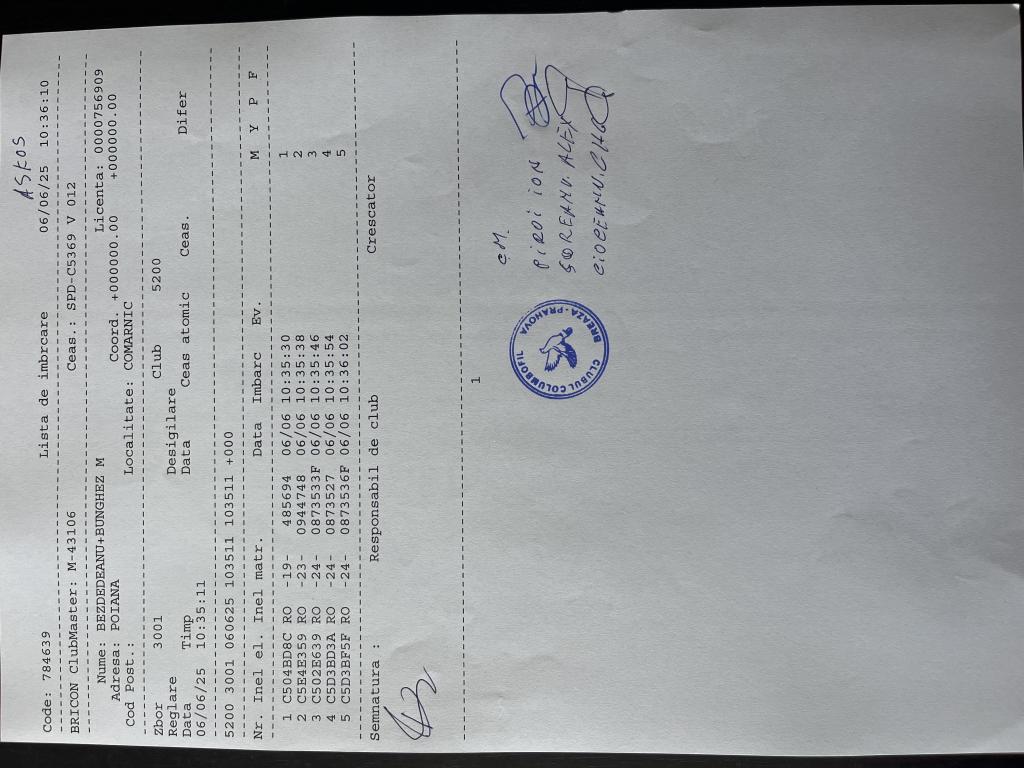 ASKOS
Code: 784639 Lista de imbrcare 06/06/25 10:36:10
BRICON ClubMaster: M-43106 Ceas.: SPD-C5369 V 012
Nume: BEZDEDEANU+BUNGHEZ M Licenta: 0000756909
Adresa: POIANA Coord. +000000.00 +000000.00
Cod Post.: Localitate: COMARNIC
Zbor 3001 Club 5200
Reglare Desigilare
Data Timp Data Ceas atomic Ceas. Difer
06/06/25 10:35:11
5200 3001 060625 103511 103511 +000
Nr. Inel el. Inel matr. Data Imbarc Ev. M Y P F
1 C504BD8C RO -19- 485694 06/06 10:35:30 1
2 C5E4E359 RO -23- 0944748 06/06 10:35:38 2
3 C502E639 RO -24- 0873533F 06/06 10:35:46 3
4 C5D3BD3A RO -24- 0873527 06/06 10:35:54 4
5 C5D3BF5F RO -24- 0873536F 06/06 10:36:02 5
Semnatura : Responsabil de club Crescator
1
CLUBUL COLUMBOFIL
BREAZA-PRAHOVA
CM.
PIROI ION
SOREANU. ALEX